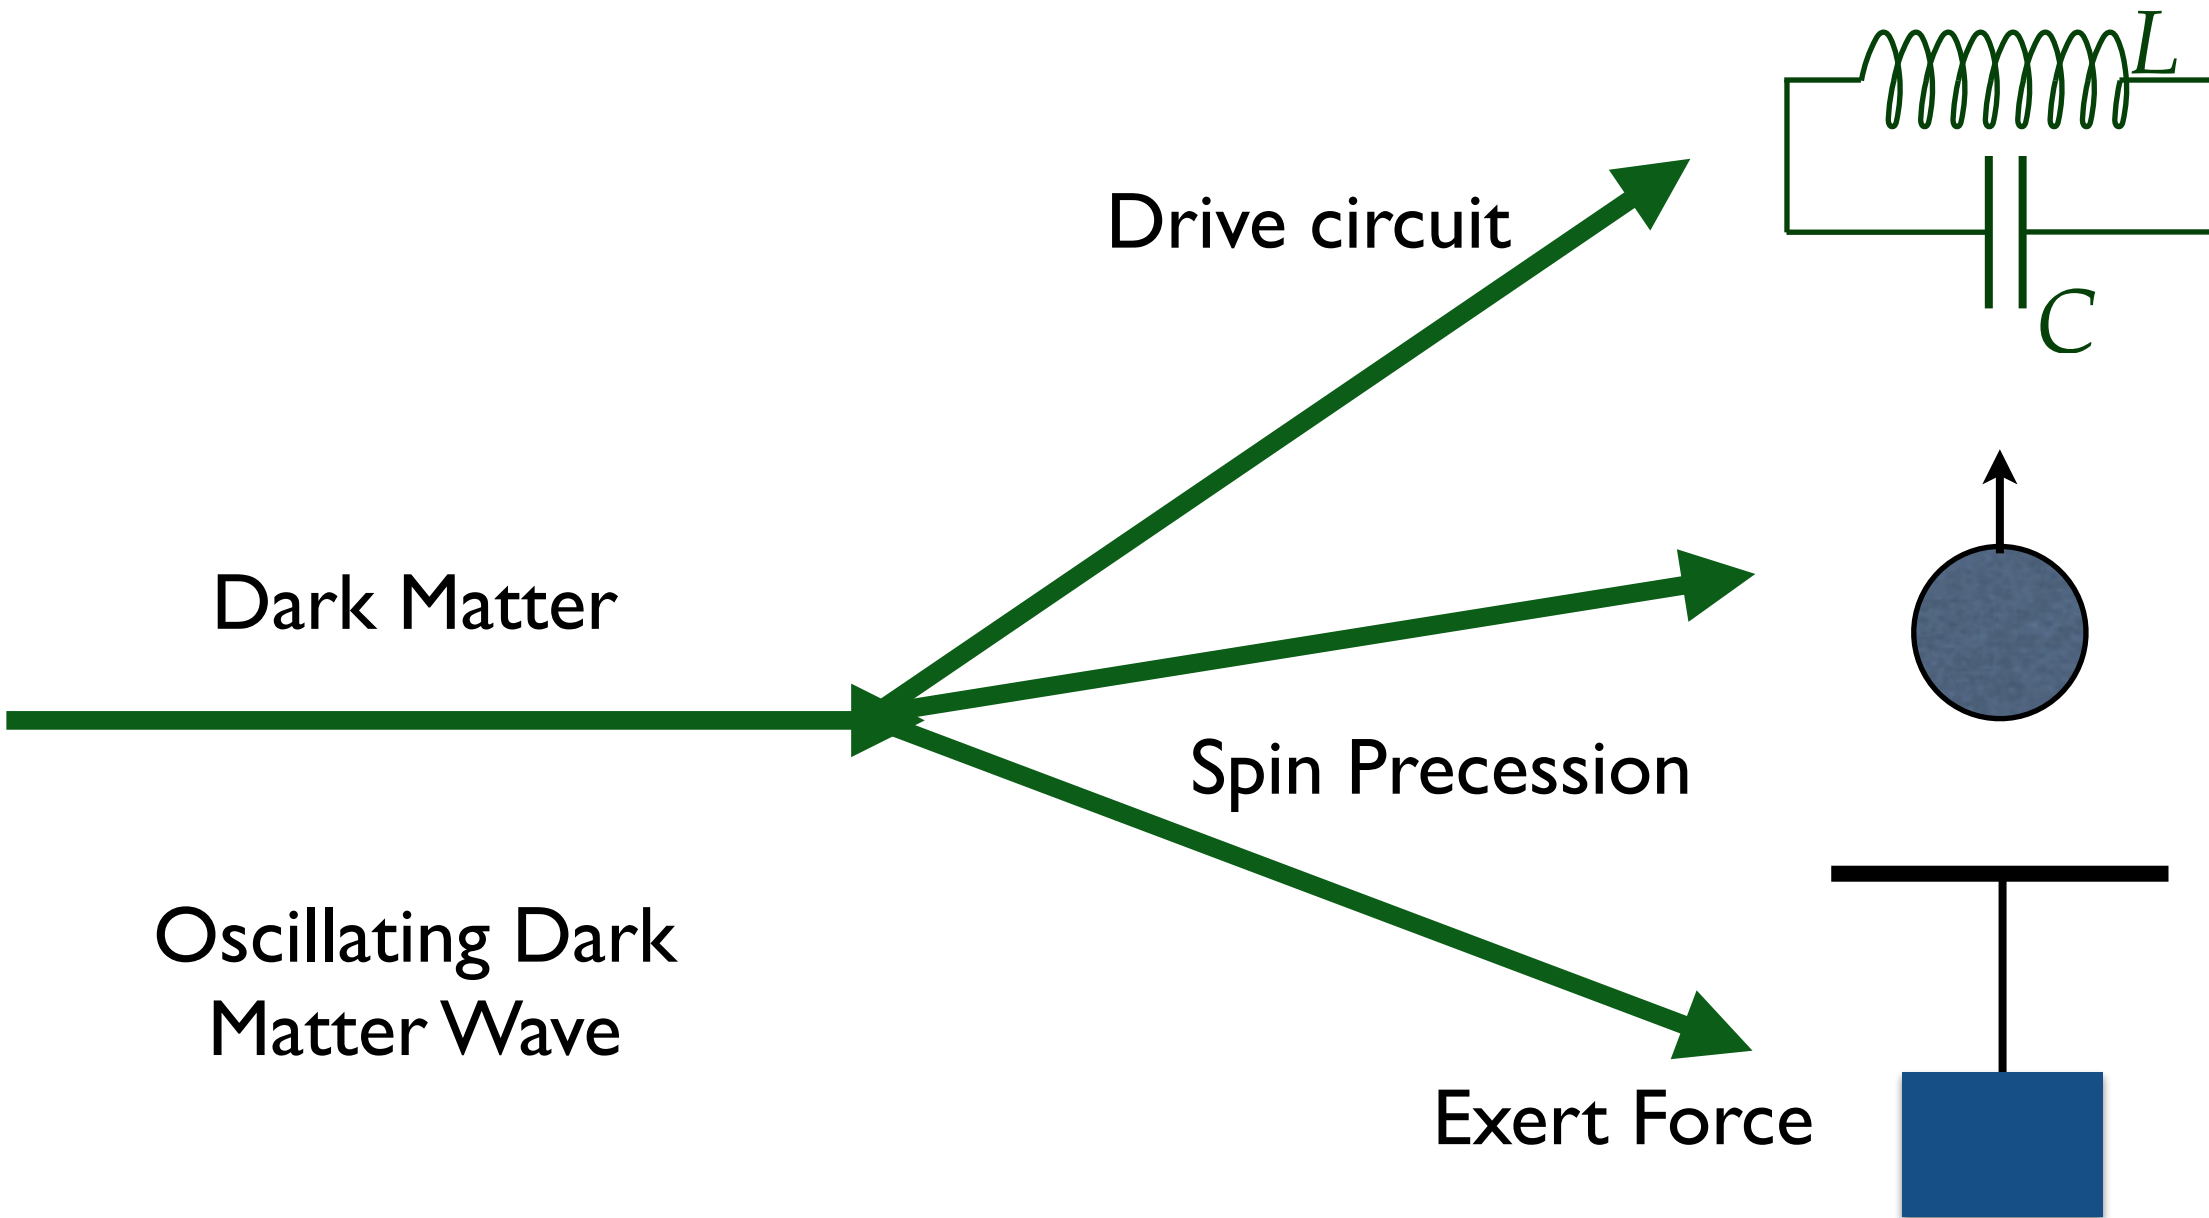 L
Drive circuit
C
Dark Matter
Spin Precession
Oscillating Dark
Matter Wave
Exert Force